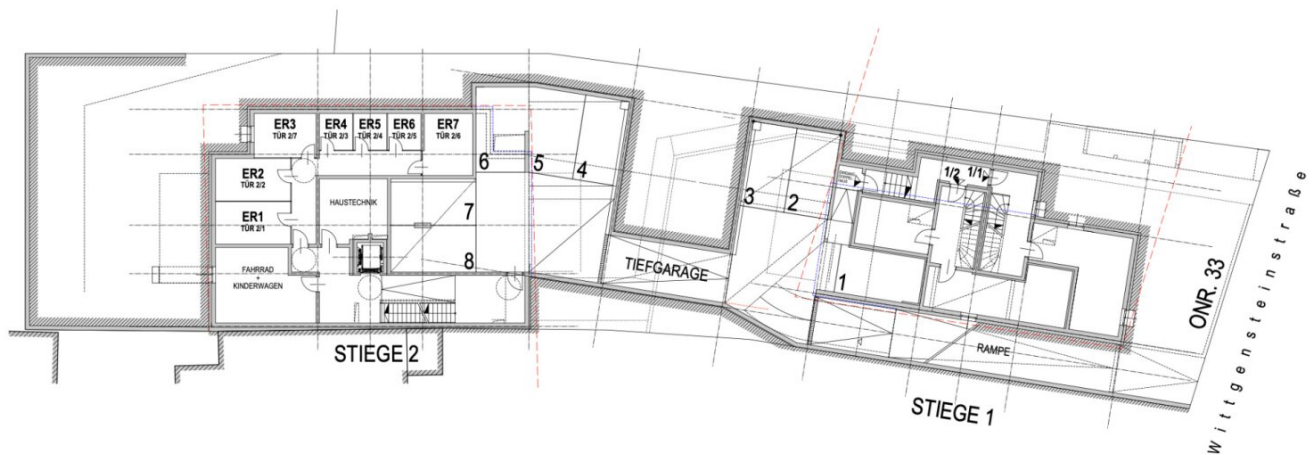 ER3
TÜR 2/7
ER4
TÜR 2/3
ER5
TÜR 2/4
ER6
TÜR 2/5
ER7
TÜR 2/6
6
5
4
ER2
TÜR 2/2
HAUSTECHNIK
ER1
TÜR 2/1
7
8
FAHRRAD
+
KINDERWAGEN
STIEGE 2
TIEFGARAGE
3
2
1
1/2
1/1
RAMPE
STIEGE 1
ONR. 33
Wittgensteinstraße